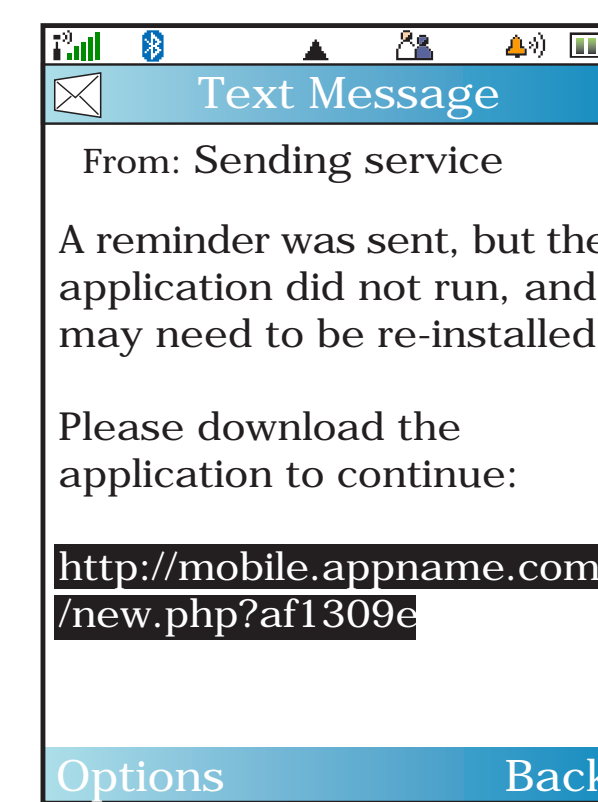 Text Message
From: Sending service
A reminder was sent, but the
application did not run, and
may need to be re-installed
Please download the
application to continue:
http://mobile.appname.com
/new.php?af1309e
Options
Back